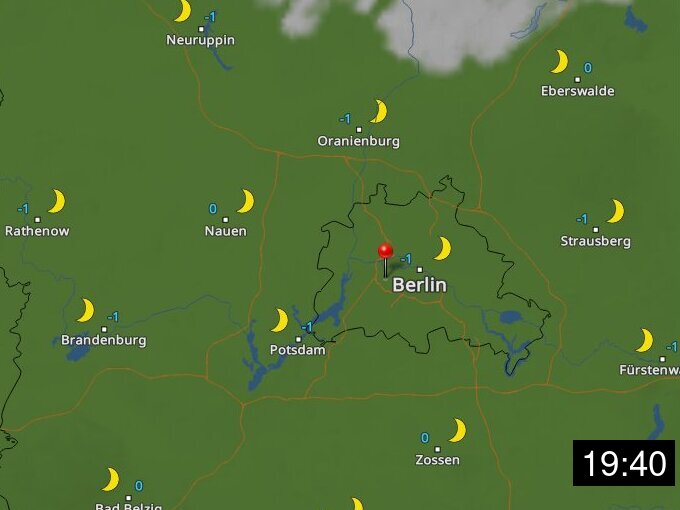 -1
Neuruppin
0
Eberswalde
-1
Oranienburg
-1
Rathenow
0
Nauen
-1
Strausberg
-1
Berlin
-1
Brandenburg
-1
Potsdam
-1
Fürstenwa
0
Zossen
19:40
0
Bad Belzig